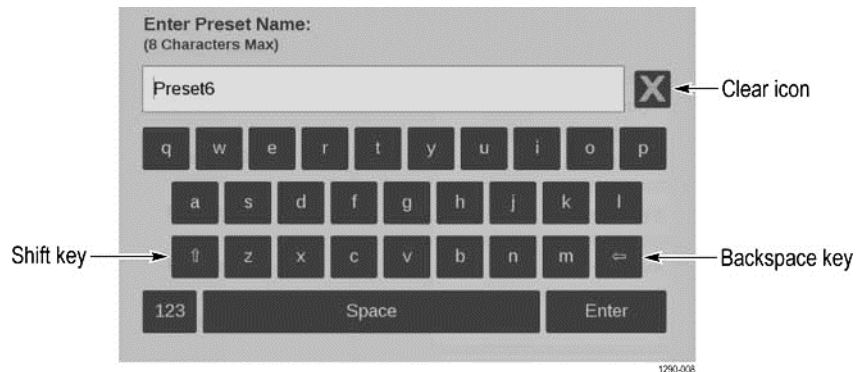 Enter Preset Name:
(8 Characters Max)
Preset6
X
Clear icon
q w e r t y u i o p
a s d f g h j k l
Shift key
⇧ z x c v b n m ⇦
Backspace key
123 Space Enter
1290-008